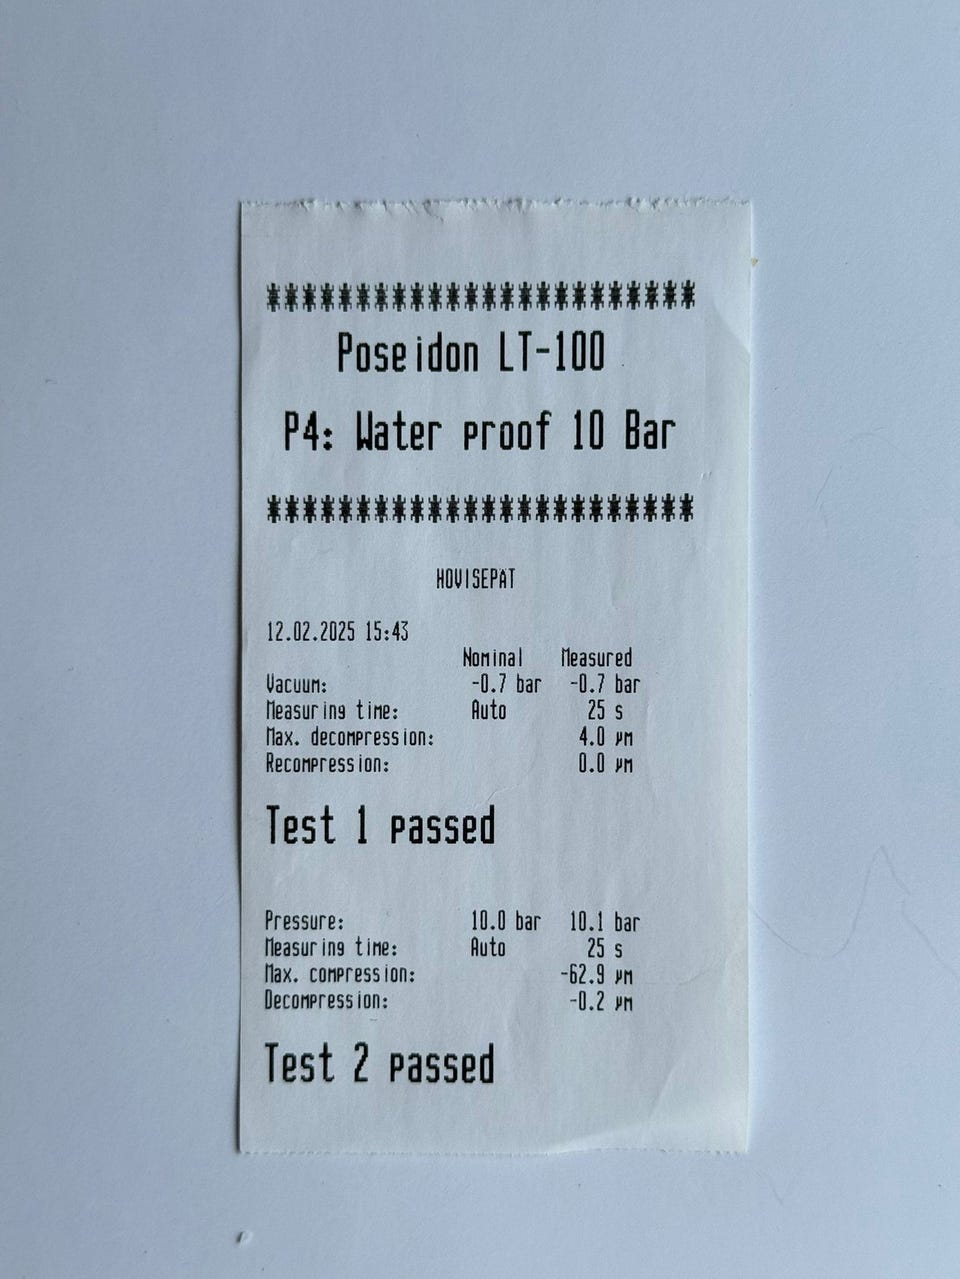 ************************
Poseidon LT-100
P4: Water proof 10 Bar
************************
HOVISEPÄT
12.02.2025 15:43
Nominal Measured
Vacuum: -0.7 bar -0.7 bar
Measuring time: Auto 25 s
Max. decompression: 4.0 µm
Recompression: 0.0 µm
Test 1 passed
Pressure: 10.0 bar 10.1 bar
Measuring time: Auto 25 s
Max. compression: -62.9 µm
Decompression: -0.2 µm
Test 2 passed